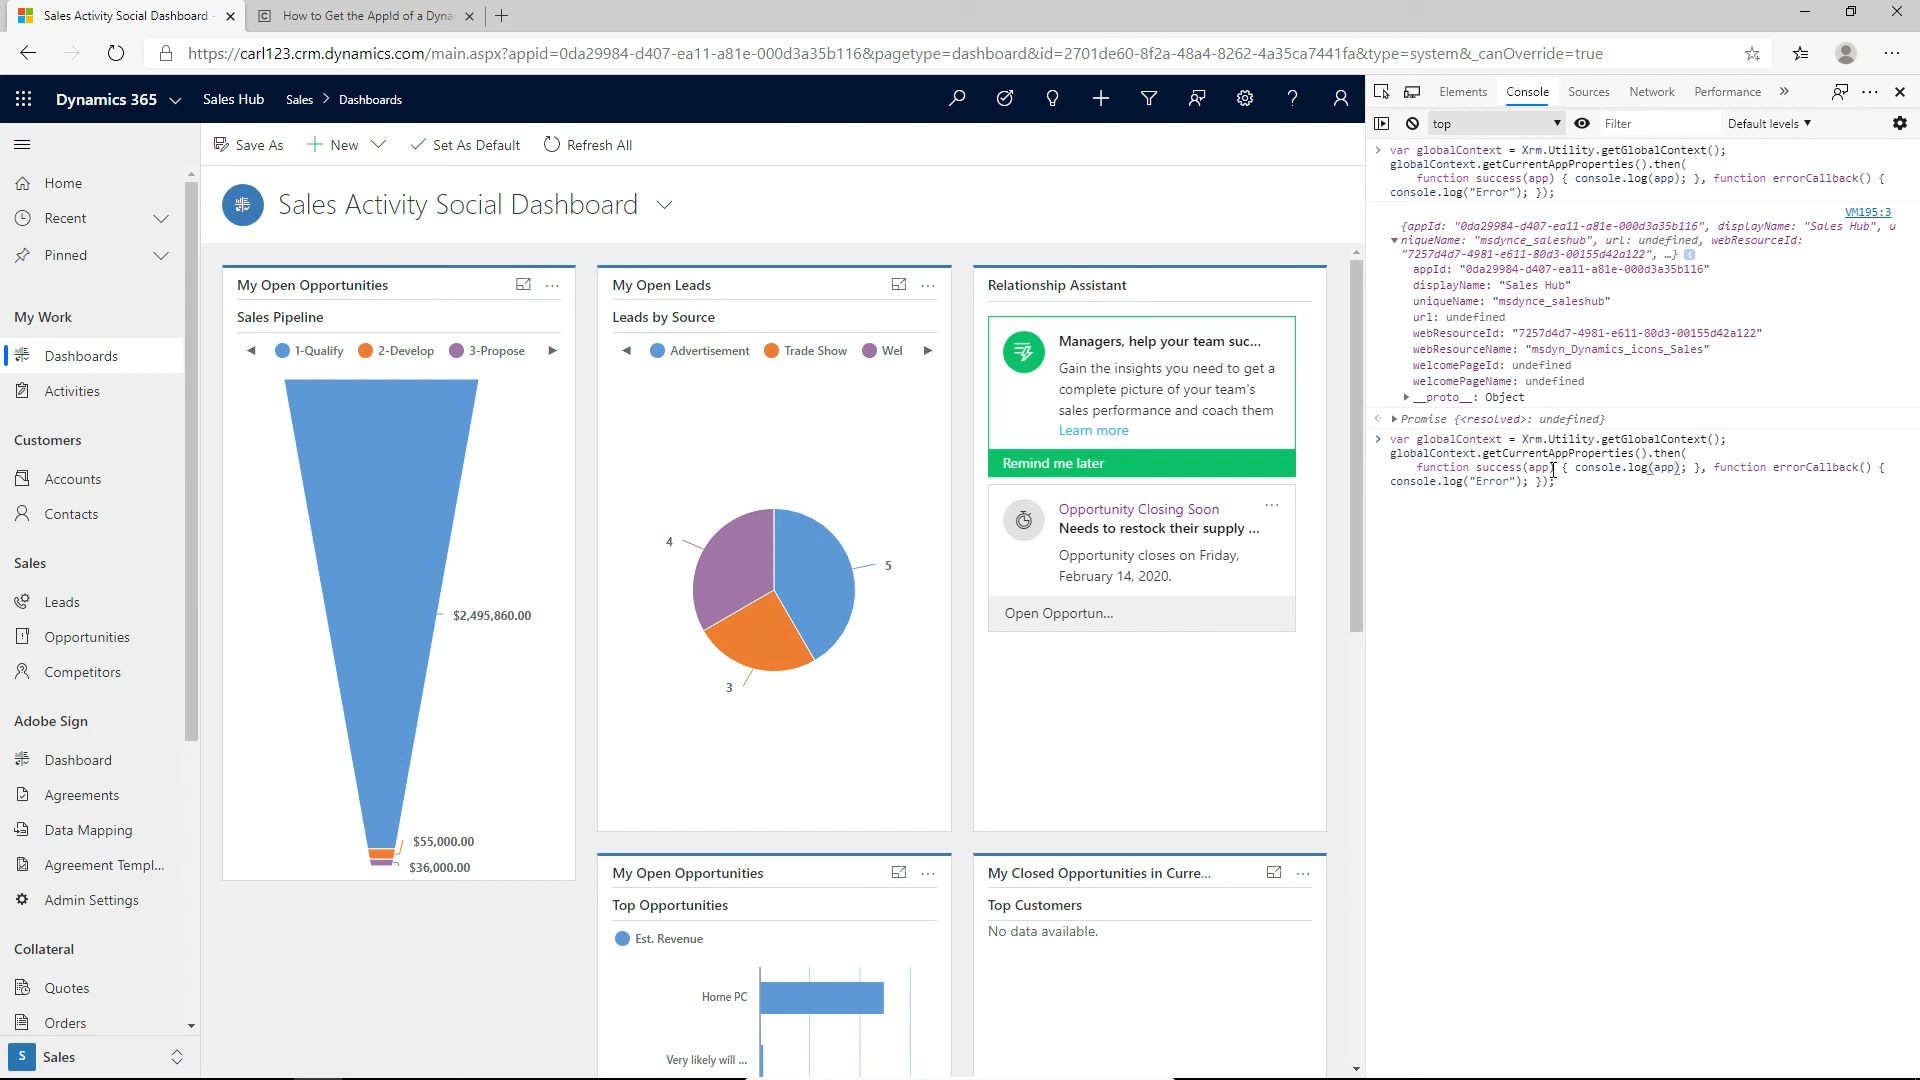 Sales Activity Social Dashboard -
How to Get the AppId of a Dyna
https://carl123.crm.dynamics.com/main.aspx?appid=0da29984-d407-ea11-a81e-000d3a35b116&pagetype=dashboard&id=2701de60-8f2a-48a4-8262-4a35ca7441fa&type=system&_canOverride=true
Dynamics 365
Sales Hub
Sales > Dashboards
Save As
New
Set As Default
Refresh All
Home
Recent
Pinned
My Work
Dashboards
Activities
Customers
Accounts
Contacts
Sales
Leads
Opportunities
Competitors
Adobe Sign
Dashboard
Agreements
Data Mapping
Agreement Templ...
Admin Settings
Collateral
Quotes
Orders
S Sales
Sales Activity Social Dashboard
My Open Opportunities
Sales Pipeline
1-Qualify 2-Develop 3-Propose
$2,495,860.00
$55,000.00
$36,000.00
My Open Leads
Leads by Source
Advertisement Trade Show Wel
4
5
3
Relationship Assistant
Managers, help your team suc...
Gain the insights you need to get a
complete picture of your team's
sales performance and coach them
Learn more
Remind me later
Opportunity Closing Soon
Needs to restock their supply ...
Opportunity closes on Friday,
February 14, 2020.
Open Opportun...
My Open Opportunities
Top Opportunities
Est. Revenue
Home PC
Very likely will ...
My Closed Opportunities in Curre...
Top Customers
No data available.
Elements Console Sources Network Performance
top
Filter
Default levels
var globalContext = Xrm.Utility.getGlobalContext();
globalContext.getCurrentAppProperties().then(
function success(app) { console.log(app); }, function errorCallback() {
console.log("Error"); });
VM195:3
{appId: "0da29984-d407-ea11-a81e-000d3a35b116", displayName: "Sales Hub", u
niqueName: "msdynce_saleshub", url: undefined, webResourceId:
"7257d4d7-4981-e611-80d3-00155d42a122", …}
appId: "0da29984-d407-ea11-a81e-000d3a35b116"
displayName: "Sales Hub"
uniqueName: "msdynce_saleshub"
url: undefined
webResourceId: "7257d4d7-4981-e611-80d3-00155d42a122"
webResourceName: "msdyn_Dynamics_icons_Sales"
welcomePageId: undefined
welcomePageName: undefined
__proto__: Object
Promise {<resolved>: undefined}
var globalContext = Xrm.Utility.getGlobalContext();
globalContext.getCurrentAppProperties().then(
function success(app) { console.log(app); }, function errorCallback() {
console.log("Error"); });